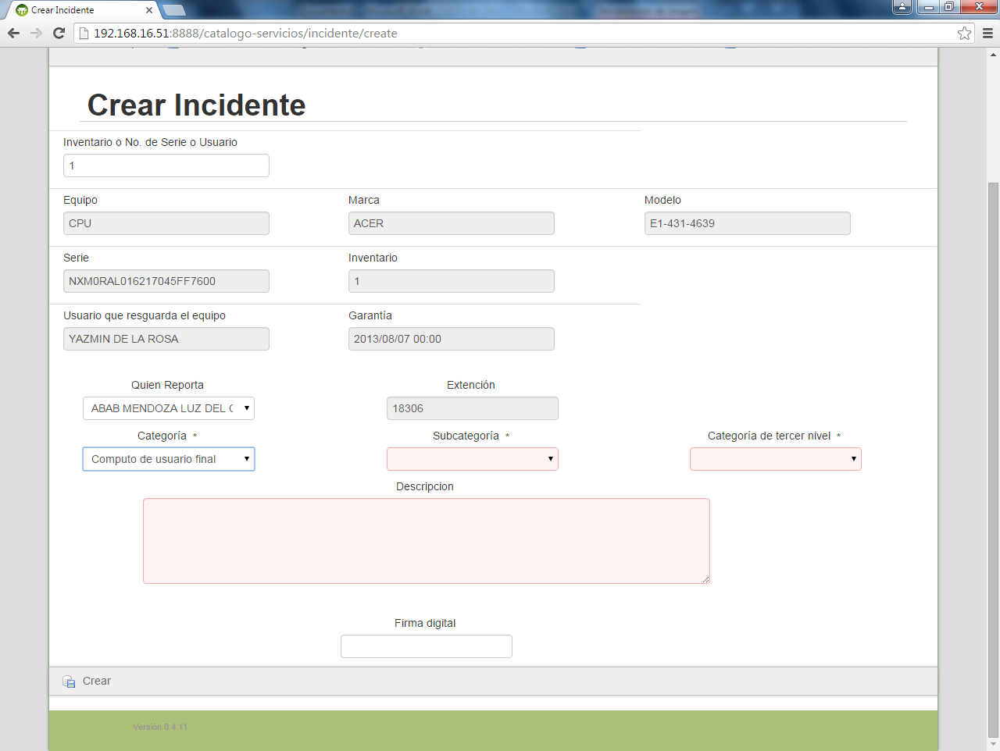 Crear Incidente
192.168.16.51:8888/catalogo-servicios/incidente/create
Crear Incidente
Inventario o No. de Serie o Usuario
1
Equipo Marca Modelo
CPU ACER E1-431-4639
Serie Inventario
NXM0RAL016217045FF7600 1
Usuario que resguarda el equipo Garantía
YAZMIN DE LA ROSA 2013/08/07 00:00
Quien Reporta Extención
ABAB MENDOZA LUZ DEL 18306
Categoría * Subcategoría * Categoría de tercer nivel *
Computo de usuario final
Descripcion
Firma digital
Crear
Versión 0.4.11